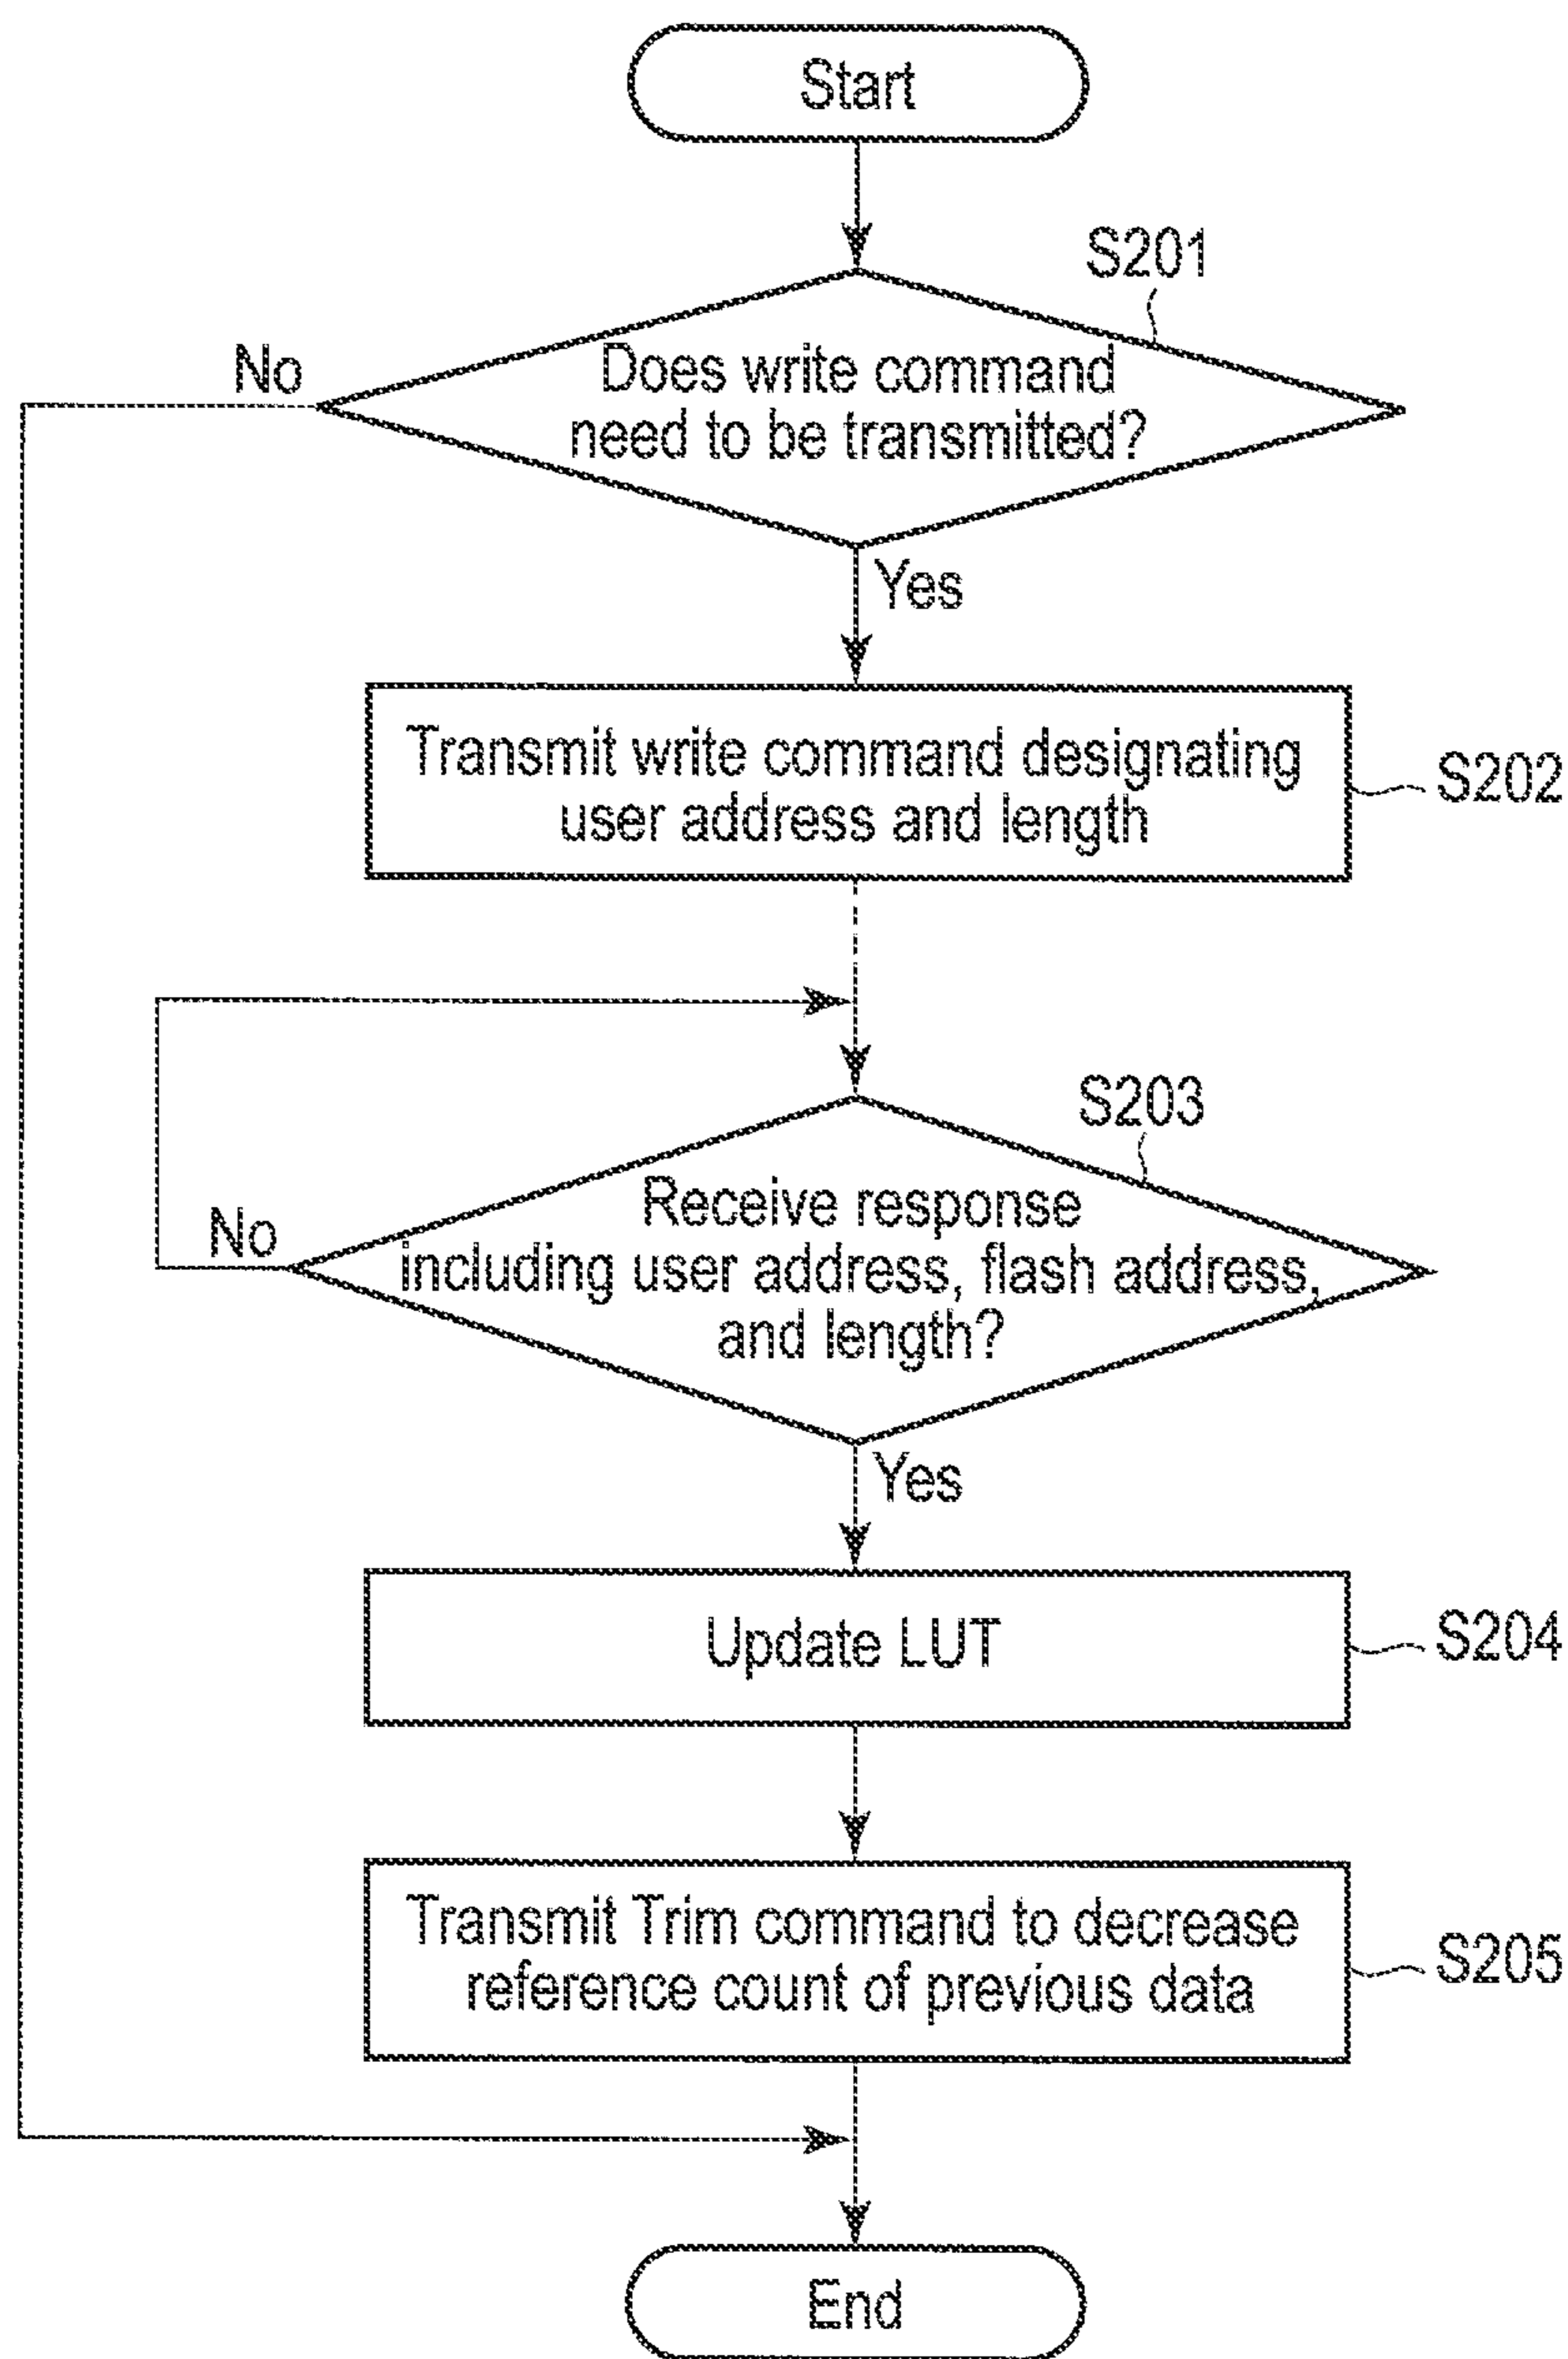 Start
S201
No
Does write command
need to be transmitted?
Yes
Transmit write command designating
user address and length
S202
S203
Receive response
including user address, flash address,
and length?
No
Yes
Update LUT
S204
Transmit Trim command to decrease
reference count of previous data
S205
End